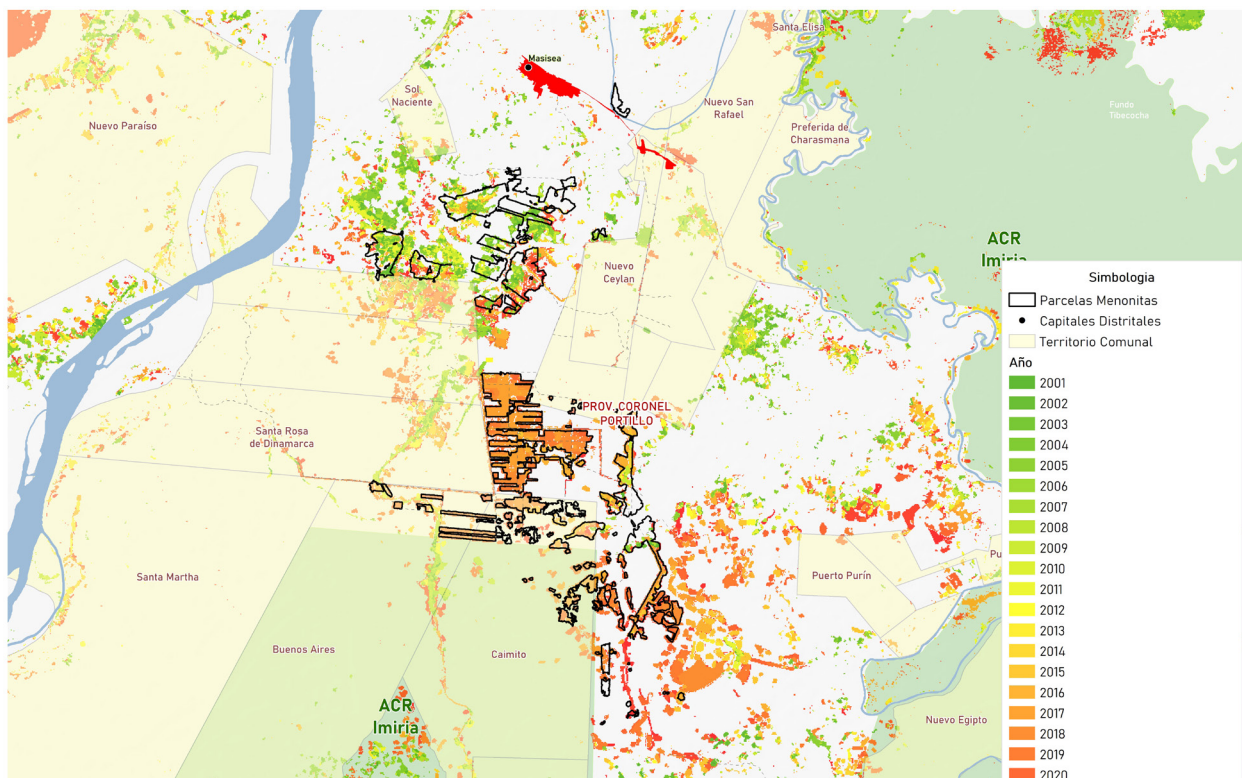 Santa Elisa
Masisea
Sol
Naciente
Nuevo San
Rafael
Fundo
Tibecocha
Nuevo Paraíso
Preferida de
Charasmana
ACR
Imiria
Nuevo
Ceylan
PROV. CORONEL
PORTILLO
Santa Rosa
de Dinamarca
Santa Martha
Puerto Purín
Pu
Buenos Aires
Caimito
ACR
Imiria
Nuevo Egipto
Simbologia
Parcelas Menonitas
Capitales Distritales
Territorio Comunal
Año
2001
2002
2003
2004
2005
2006
2007
2008
2009
2010
2011
2012
2013
2014
2015
2016
2017
2018
2019
2020